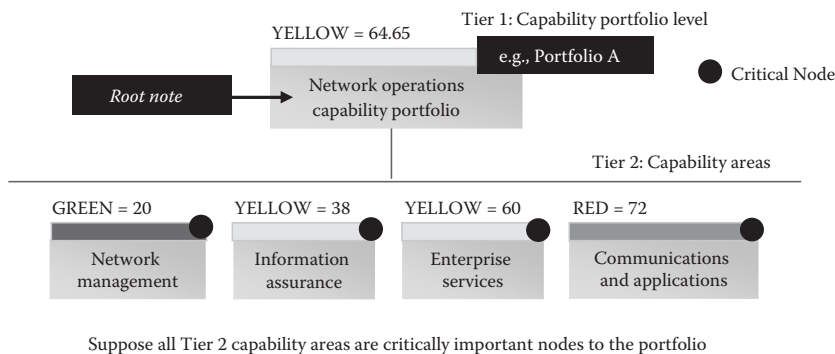 Tier 1: Capability portfolio level
YELLOW = 64.65
e.g., Portfolio A
Critical Node
Root note
Network operations
capability portfolio
Tier 2: Capability areas
GREEN = 20
YELLOW = 38
YELLOW = 60
RED = 72
Network
management
Information
assurance
Enterprise
services
Communications
and applications
Suppose all Tier 2 capability areas are critically important nodes to the portfolio